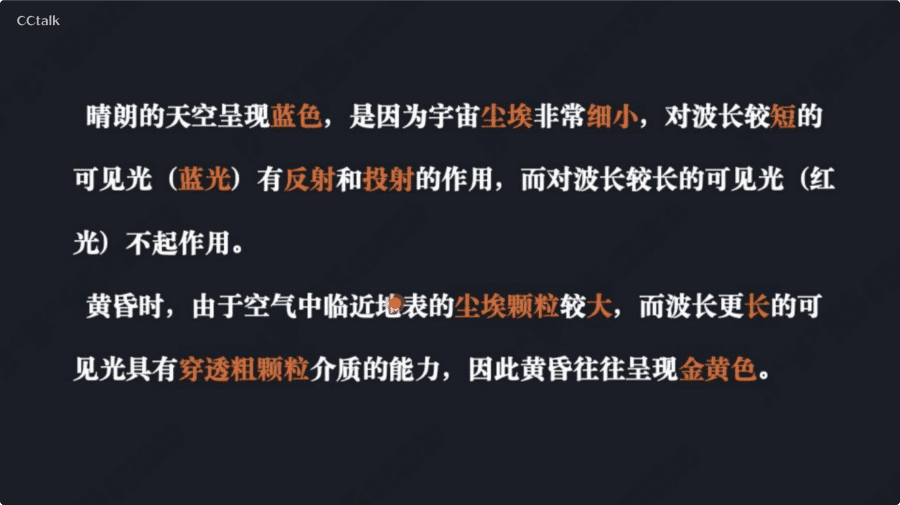 CCtalk
晴朗的天空呈现蓝色，是因为宇宙尘埃非常细小，对波长较短的
可见光（蓝光）有反射和投射的作用，而对波长较长的可见光（红
光）不起作用。
黄昏时，由于空气中临近地表的尘埃颗粒较大，而波长更长的可
见光具有穿透粗颗粒介质的能力，因此黄昏往往呈现金黄色。